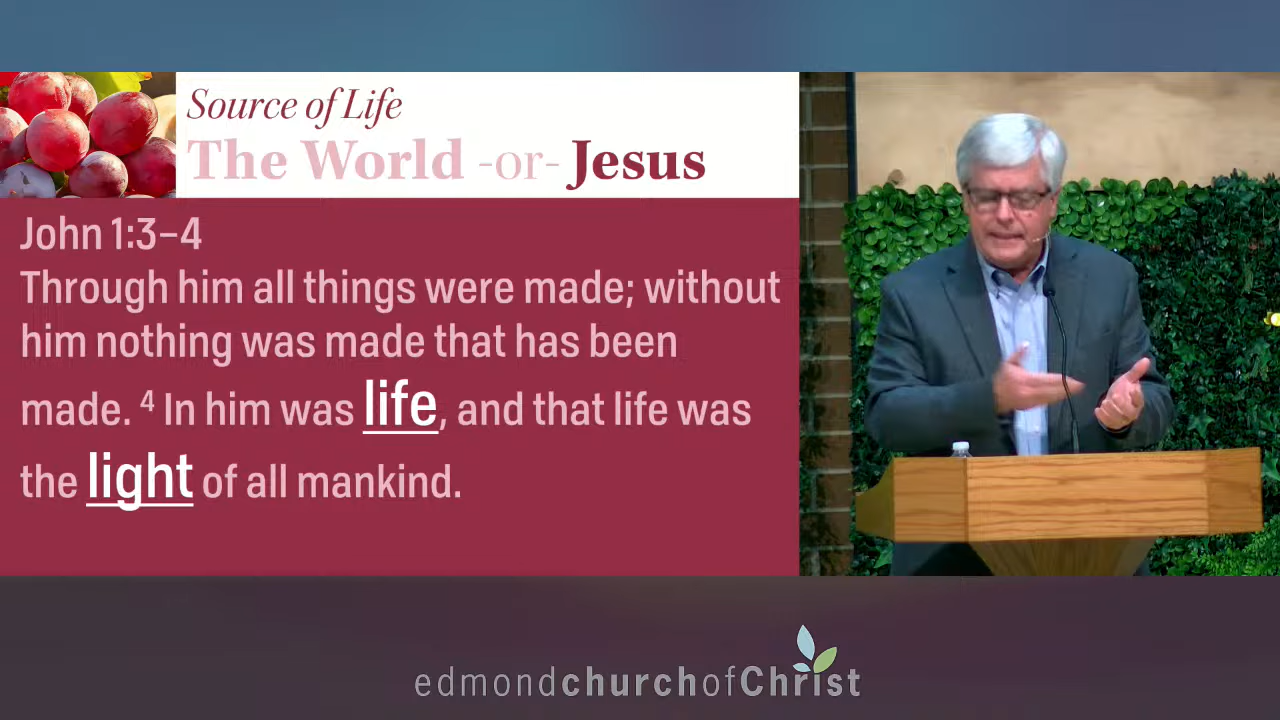 Source of Life
The World -or- Jesus
John 1:3–4
Through him all things were made; without
him nothing was made that has been
made. ⁴ In him was life, and that life was
the light of all mankind.
edmondchurchofChrist